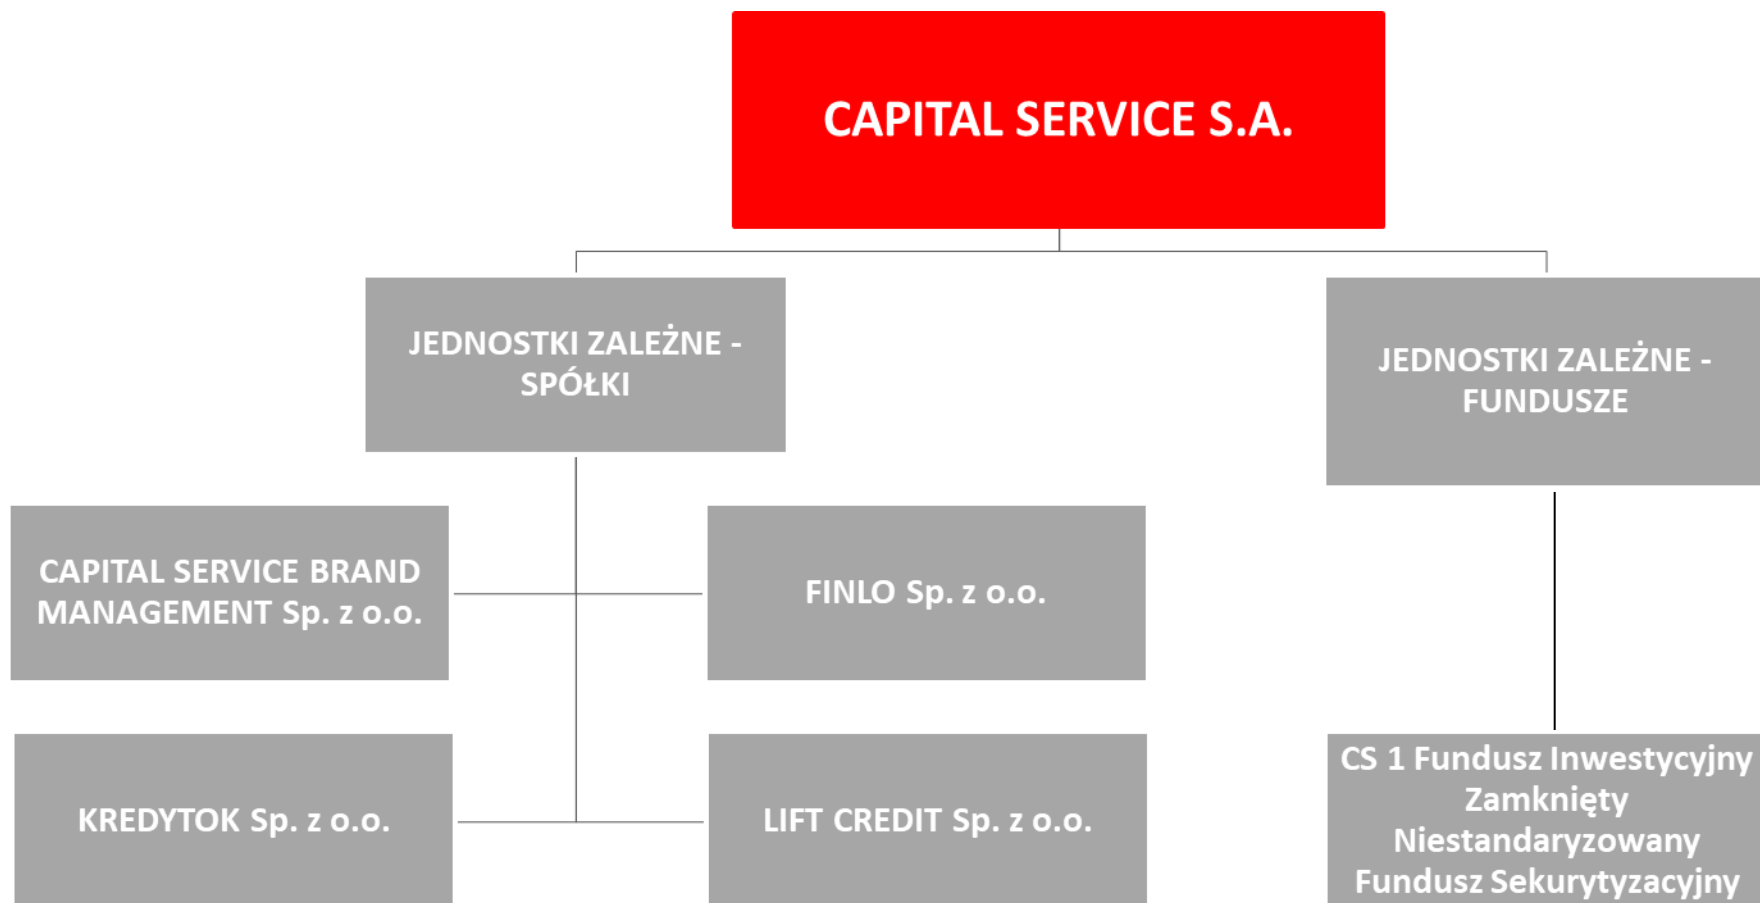 CAPITAL SERVICE S.A.
JEDNOSTKI ZALEŻNE -
SPÓŁKI
JEDNOSTKI ZALEŻNE -
FUNDUSZE
CAPITAL SERVICE BRAND
MANAGEMENT Sp. z o.o.
FINLO Sp. z o.o.
KREDYTOK Sp. z o.o.
LIFT CREDIT Sp. z o.o.
CS 1 Fundusz Inwestycyjny
Zamknięty
Niestandaryzowany
Fundusz Sekurytyzacyjny